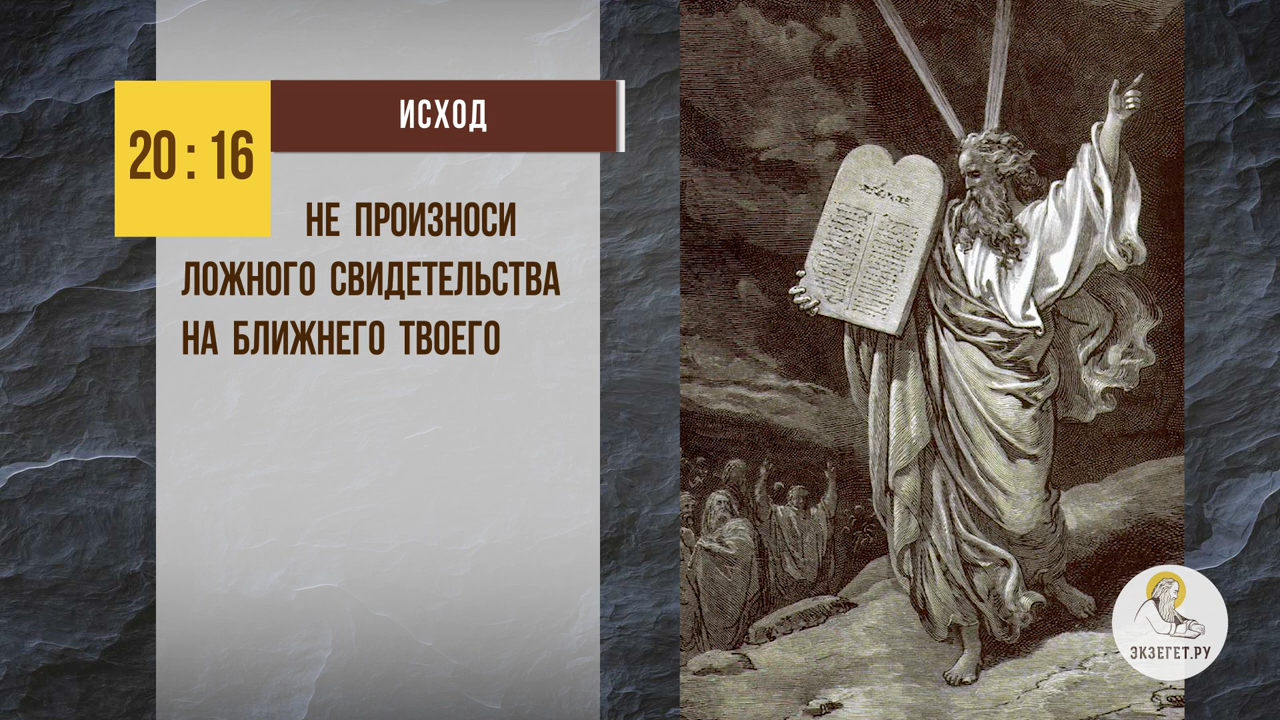 ИСХОД
20 : 16
НЕ ПРОИЗНОСИ
ЛОЖНОГО СВИДЕТЕЛЬСТВА
НА БЛИЖНЕГО ТВОЕГО
ЭКЗЕГЕТ.РУ